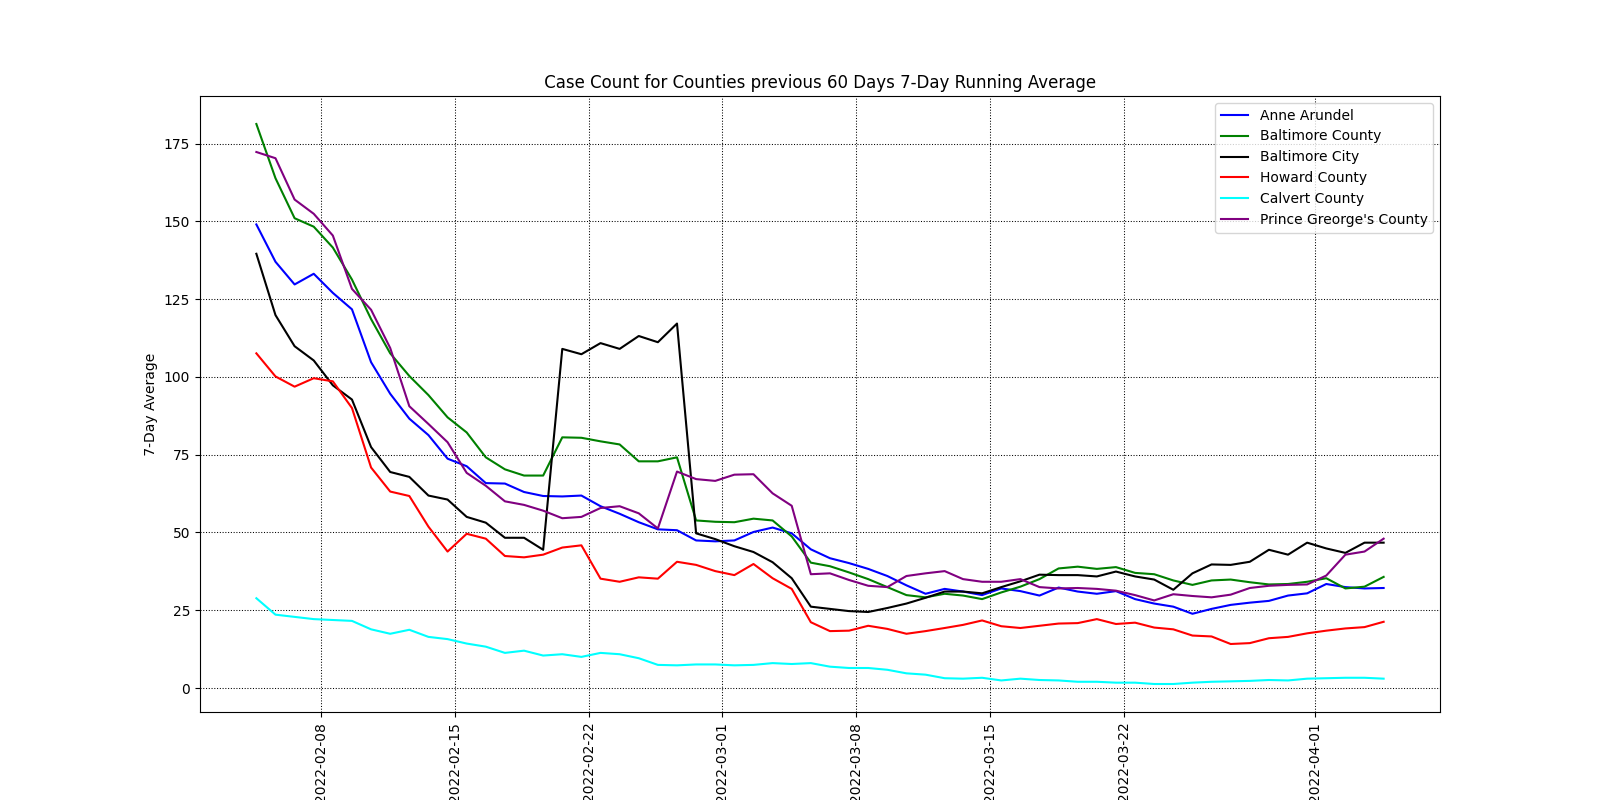 Case Count for Counties previous 60 Days 7-Day Running Average
Anne Arundel
Baltimore County
Baltimore City
Howard County
Calvert County
Prince Greorge's County
7-Day Average
175
150
125
100
75
50
25
0
2022-02-08
2022-02-15
2022-02-22
2022-03-01
2022-03-08
2022-03-15
2022-03-22
2022-04-01